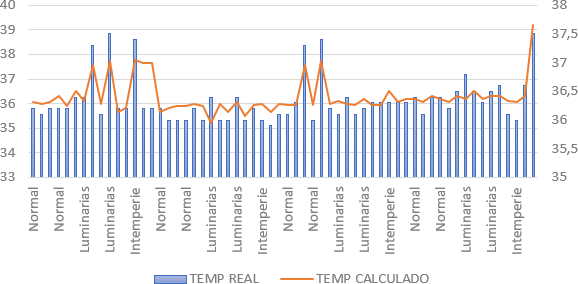 40
39
38
37
36
35
34
33
38
37,5
37
36,5
36
35,5
35
Normal
Normal
Luminarias
Luminarias
Intemperie
Normal
Normal
Luminarias
Luminarias
Intemperie
Normal
Normal
Luminarias
Luminarias
Intemperie
Normal
Normal
Luminarias
Luminarias
Intemperie
TEMP REAL
TEMP CALCULADO